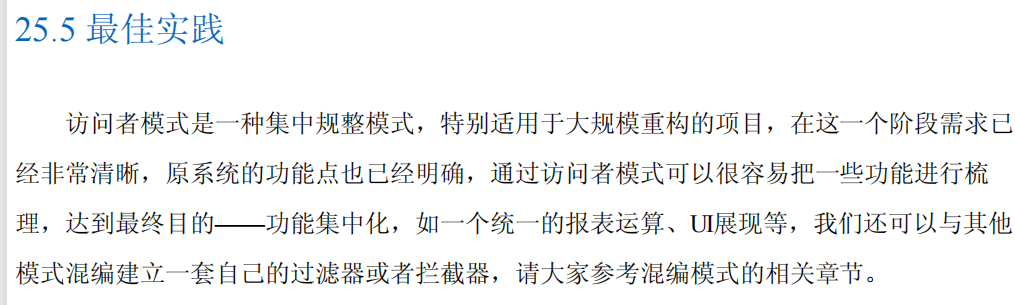 25.5 最佳实践
访问者模式是一种集中规整模式，特别适用于大规模重构的项目，在这一个阶段需求已
经非常清晰，原系统的功能点也已经明确，通过访问者模式可以很容易把一些功能进行梳
理，达到最终目的——功能集中化，如一个统一的报表运算、UI展现等，我们还可以与其他
模式混编建立一套自己的过滤器或者拦截器，请大家参考混编模式的相关章节。